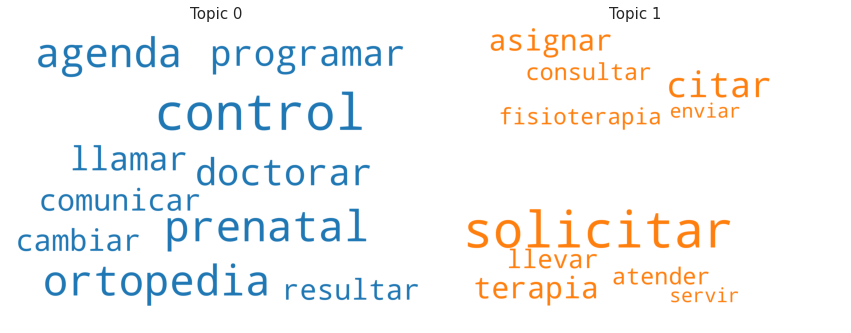 Topic 0
agenda programar
control
llamar doctorar
comunicar
prenatal
cambiar
ortopedia resultar
Topic 1
asignar
consultar citar
fisioterapia enviar
solicitar
llevar
terapia atender
servir